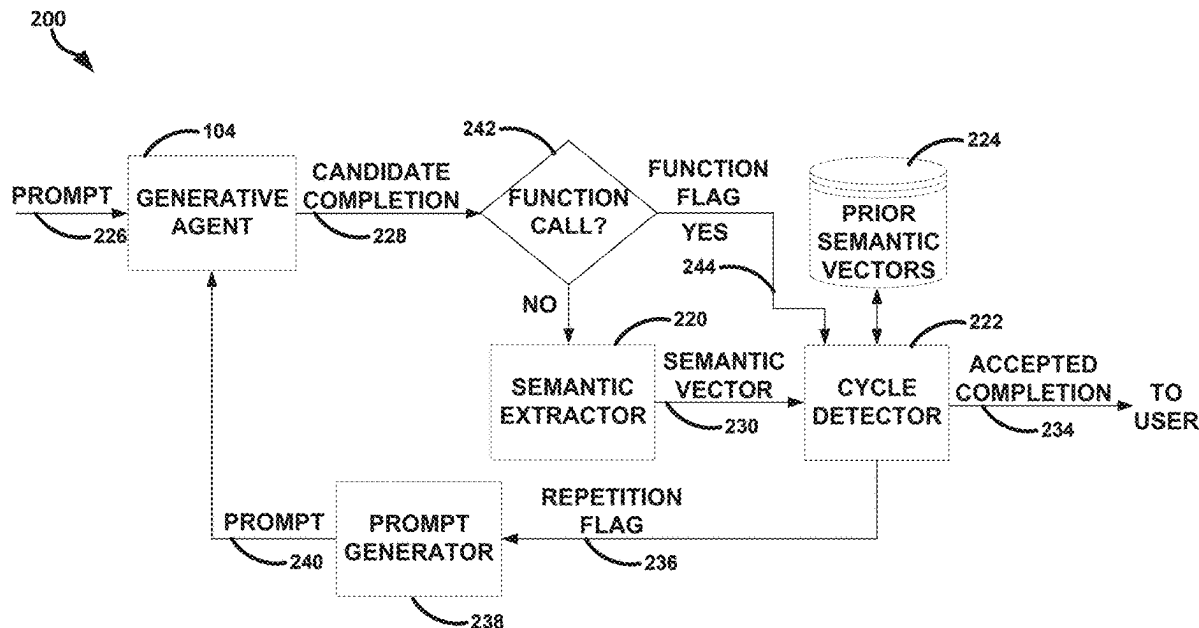 200
104
242
224
PROMPT
226
GENERATIVE
AGENT
CANDIDATE
COMPLETION
228
FUNCTION
CALL?
FUNCTION
FLAG
YES
244
PRIOR
SEMANTIC
VECTORS
NO
220
222
SEMANTIC
EXTRACTOR
SEMANTIC
VECTOR
230
CYCLE
DETECTOR
ACCEPTED
COMPLETION
234
TO
USER
PROMPT
240
PROMPT
GENERATOR
238
REPETITION
FLAG
236